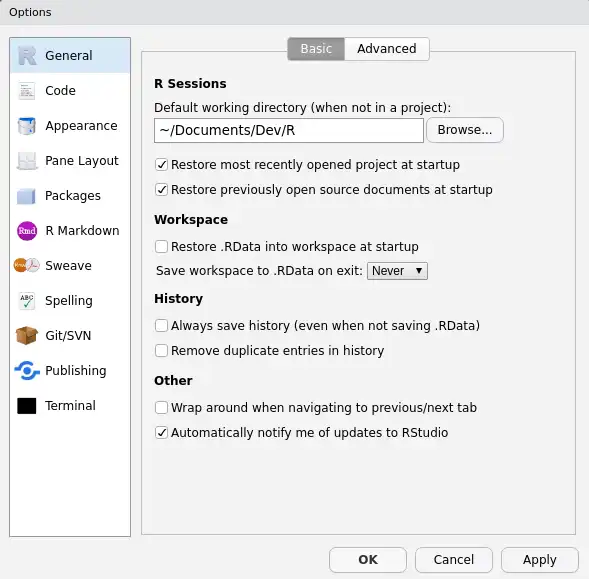 Options
General
Code
Appearance
Pane Layout
Packages
Rmd R Markdown
Sweave
ABC Spelling
Git/SVN
Publishing
Terminal
Basic Advanced
R Sessions
Default working directory (when not in a project):
~/Documents/Dev/R Browse...
Restore most recently opened project at startup
Restore previously open source documents at startup
Workspace
Restore .RData into workspace at startup
Save workspace to .RData on exit: Never
History
Always save history (even when not saving .RData)
Remove duplicate entries in history
Other
Wrap around when navigating to previous/next tab
Automatically notify me of updates to RStudio
OK Cancel Apply